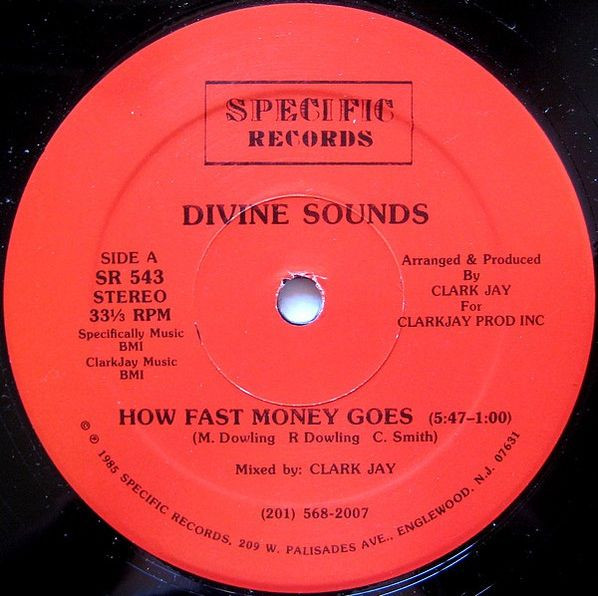 SPECIFIC
RECORDS
DIVINE SOUNDS
SIDE A
SR 543
STEREO
33⅓ RPM
Specifically Music
BMI
ClarkJay Music
BMI
Arranged & Produced
By
CLARK JAY
For
CLARKJAY PROD INC
HOW FAST MONEY GOES (5:47-1:00)
(M. Dowling R Dowling C. Smith)
Mixed by: CLARK JAY
(201) 568-2007
© ℗ 1985 SPECIFIC RECORDS, 209 W. PALISADES AVE., ENGLEWOOD, N.J. 07631